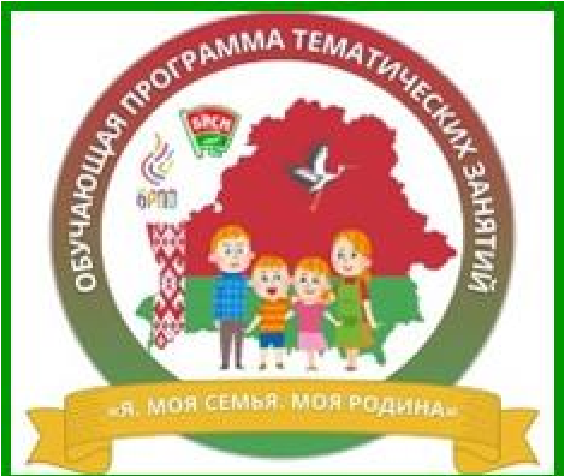 ОБУЧАЮЩАЯ ПРОГРАММА ТЕМАТИЧЕСКИХ ЗАНЯТИЙ
БРСМ
БРПО
«Я. МОЯ СЕМЬЯ. МОЯ РОДИНА»